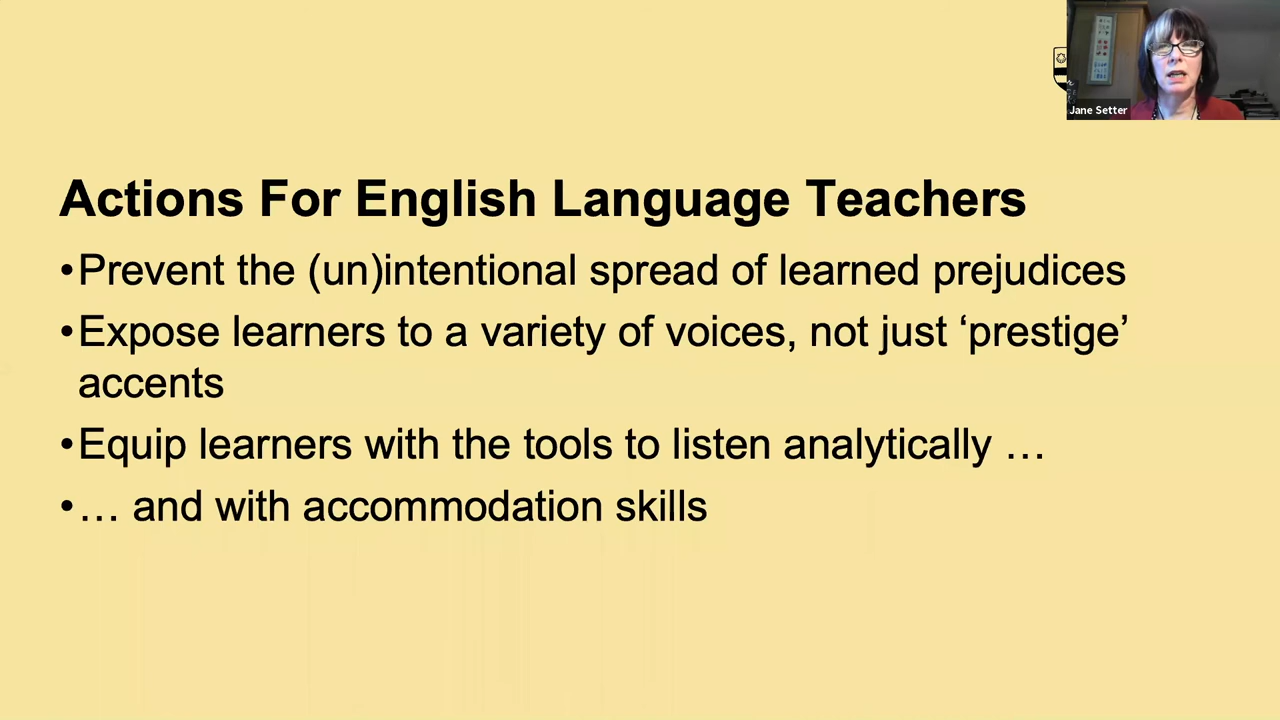 Jane Setter
Actions For English Language Teachers
•Prevent the (un)intentional spread of learned prejudices
•Expose learners to a variety of voices, not just ‘prestige’
accents
•Equip learners with the tools to listen analytically …
•… and with accommodation skills